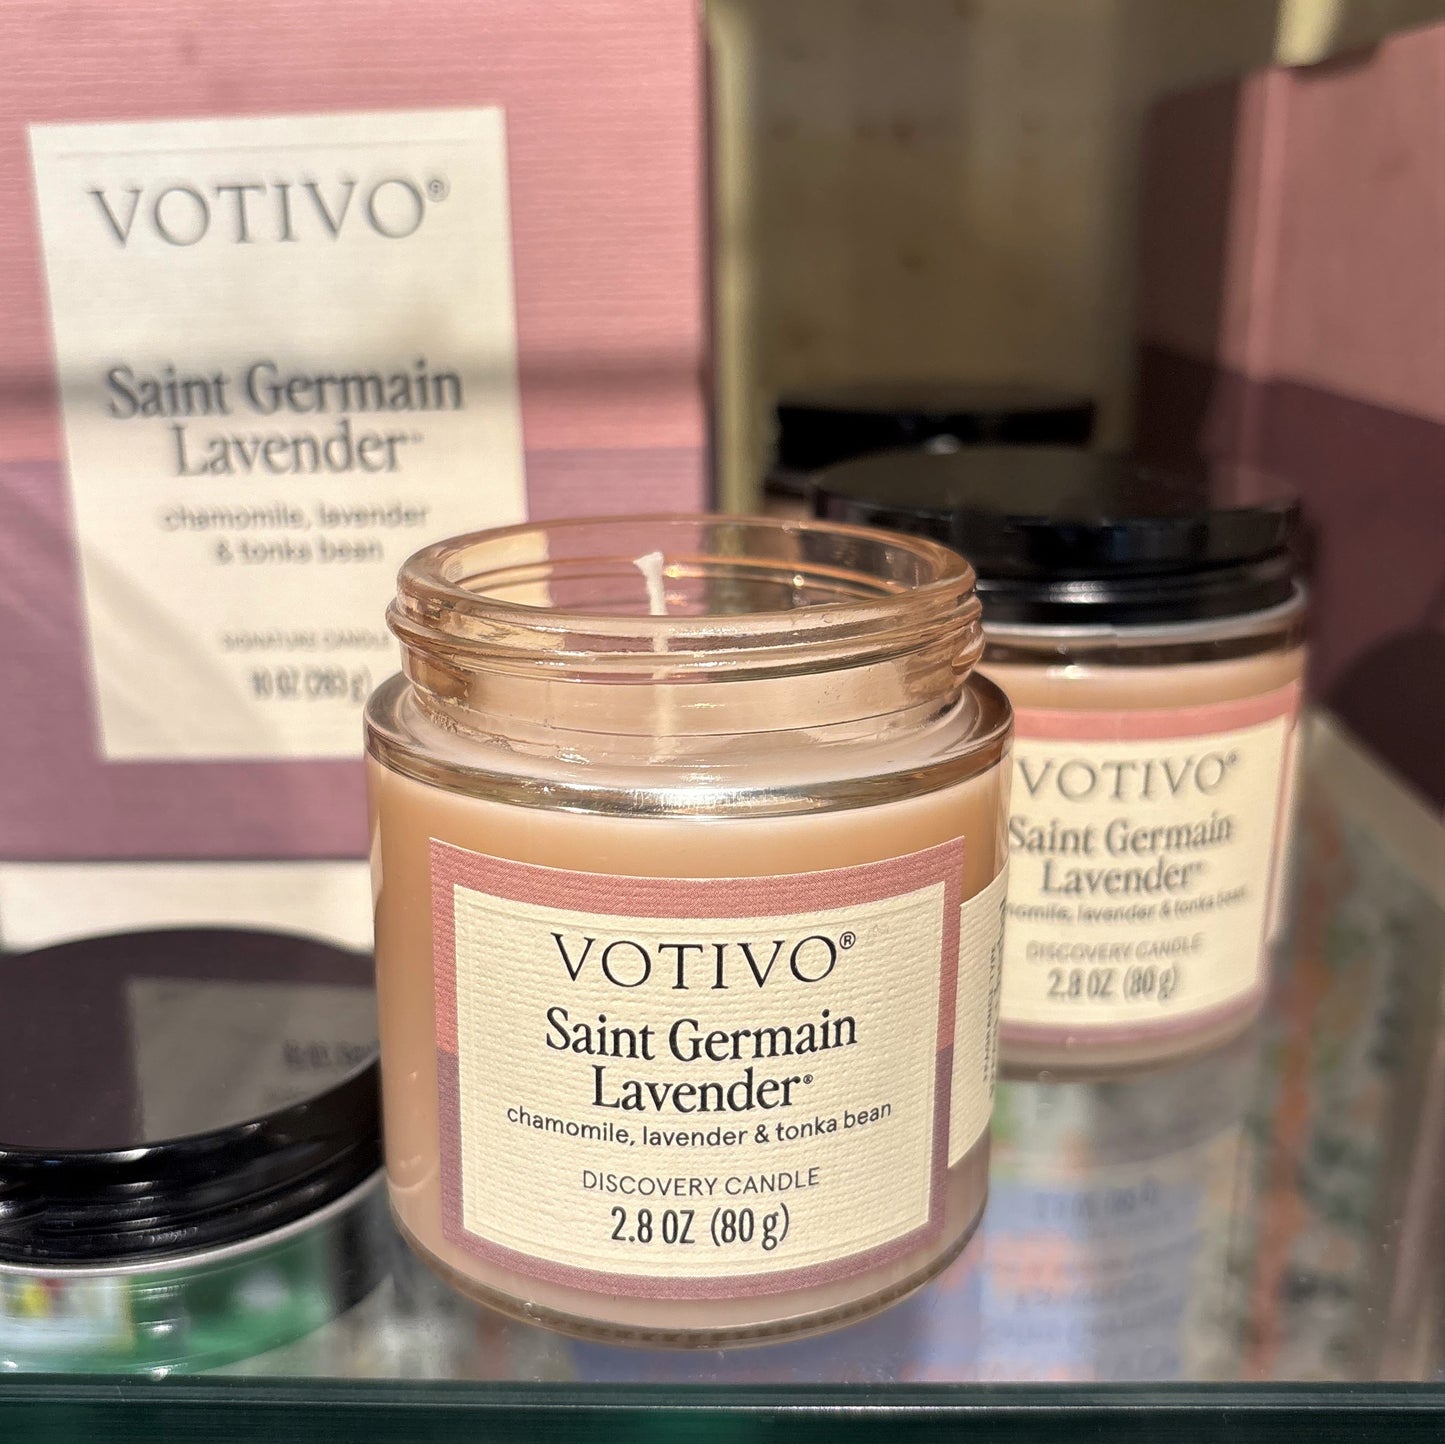 VOTIVO®
Saint Germain
Lavender®
chamomile, lavender
& tonka bean
SIGNATURE CANDLE
10 OZ (283 g)
VOTIVO®
Saint Germain
Lavender®
chamomile, lavender & tonka bean
DISCOVERY CANDLE
2.8 OZ (80 g)
VOTIVO®
Saint Germain
Lavender®
lavender & tonka bean
DISCOVERY CANDLE
2.8 OZ (80 g)